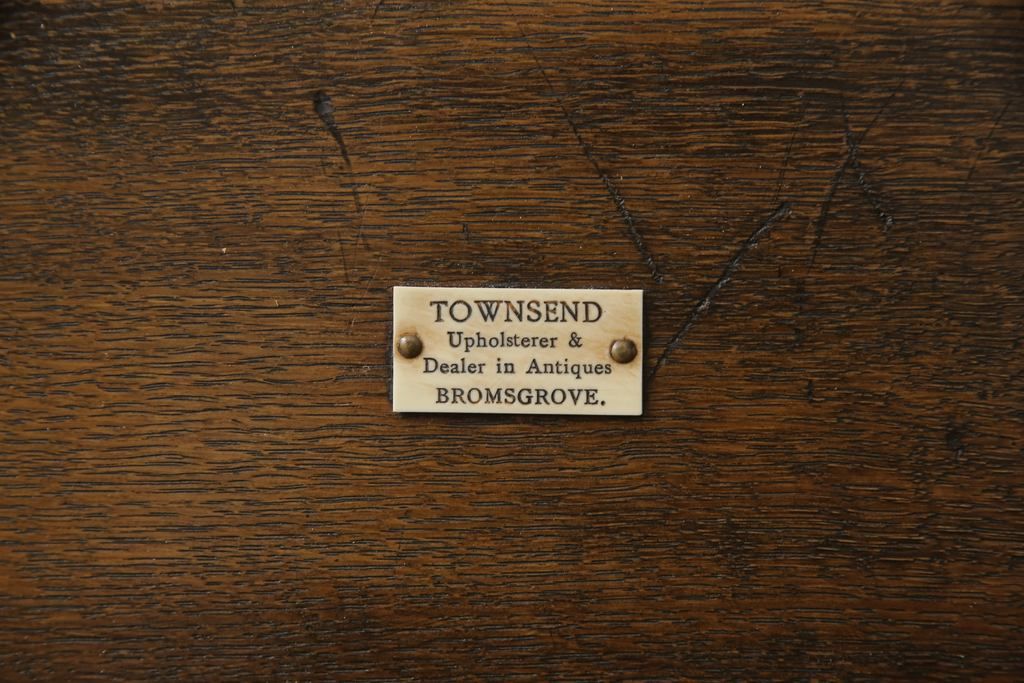 TOWNSEND
Upholsterer &
Dealer in Antiques
BROMSGROVE.